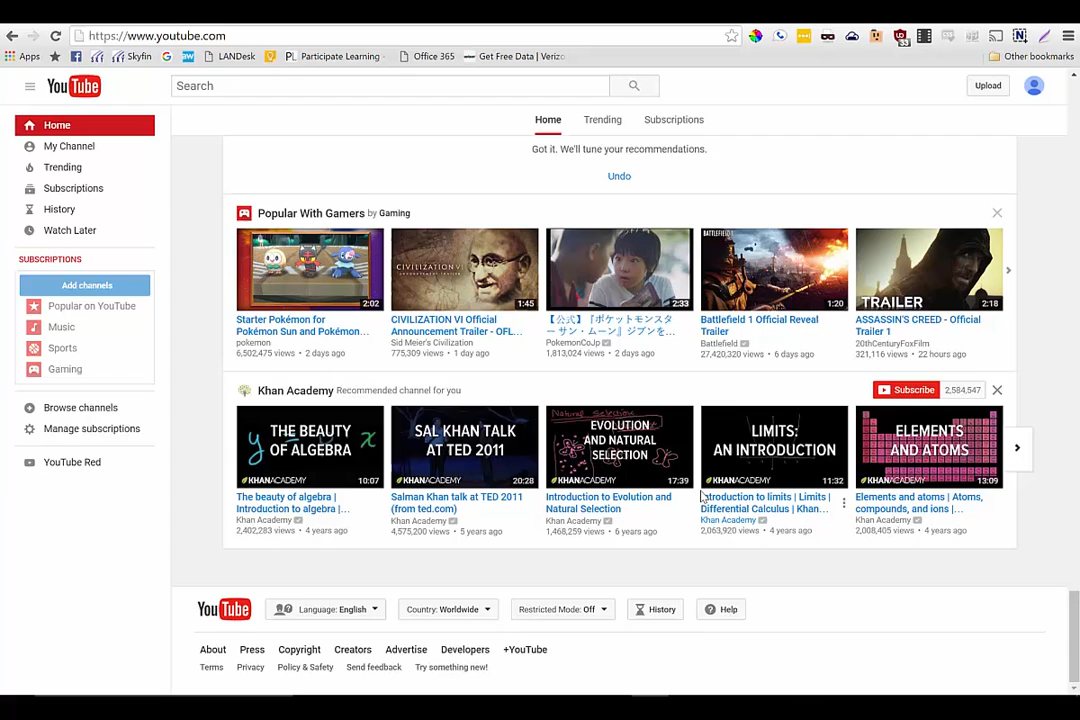 https://www.youtube.com
Apps Skyfin LANDesk Participate Learning - Office 365 Get Free Data | Verizo Other bookmarks
YouTube Search Upload
Home Trending Subscriptions
Home
My Channel
Trending
Subscriptions
History
Watch Later
SUBSCRIPTIONS
Add channels
Popular on YouTube
Music
Sports
Gaming
Browse channels
Manage subscriptions
YouTube Red
Got it. We'll tune your recommendations.
Undo
Popular With Gamers by Gaming
CIVILIZATION VI
BATTLEFIELD 1
TRAILER
2:02 1:45 2:33 1:20 2:18
Starter Pokémon for
Pokémon Sun and Pokémon...
pokemon
6,502,475 views • 2 days ago
CIVILIZATION VI Official
Announcement Trailer - OFL...
Sid Meier's Civilization
775,309 views • 1 day ago
【公式】『ポケットモンスタ
ー サン・ムーン』ジブンを...
PokemonCoJp
1,813,024 views • 2 days ago
Battlefield 1 Official Reveal
Trailer
Battlefield
27,420,320 views • 6 days ago
ASSASSIN'S CREED - Official
Trailer 1
20thCenturyFoxFilm
321,116 views • 22 hours ago
Khan Academy Recommended channel for you Subscribe 2,584,547
y THE BEAUTY OF ALGEBRA x
KHANACADEMY 10:07
SAL KHAN TALK
AT TED 2011
KHANACADEMY 20:28
Natural Selection
EVOLUTION
AND NATURAL
SELECTION
KHANACADEMY 17:39
LIMITS:
AN INTRODUCTION
KHANACADEMY 11:32
ELEMENTS
AND ATOMS
KHANACADEMY 13:09
The beauty of algebra |
Introduction to algebra |...
Khan Academy
2,402,283 views • 4 years ago
Salman Khan talk at TED 2011
(from ted.com)
Khan Academy
4,575,200 views • 5 years ago
Introduction to Evolution and
Natural Selection
Khan Academy
1,468,259 views • 6 years ago
Introduction to limits | Limits |
Differential Calculus | Khan...
Khan Academy
2,063,920 views • 4 years ago
Elements and atoms | Atoms,
compounds, and ions |...
Khan Academy
2,008,405 views • 4 years ago
YouTube Language: English Country: Worldwide Restricted Mode: Off History Help
About Press Copyright Creators Advertise Developers +YouTube
Terms Privacy Policy & Safety Send feedback Try something new!